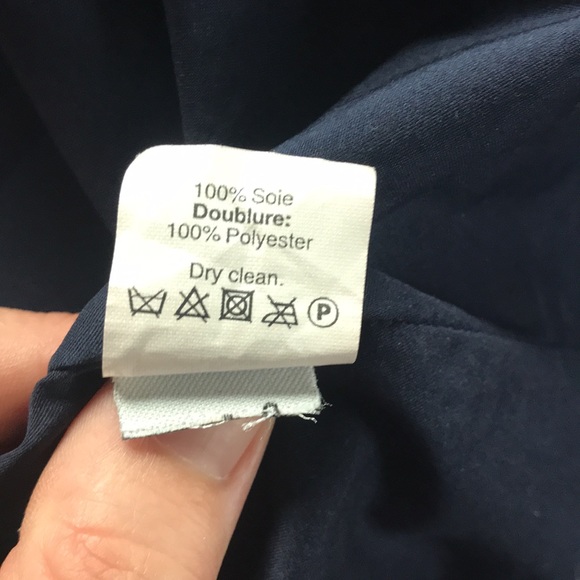 100% Soie
Doublure:
100% Polyester
Dry clean.
P